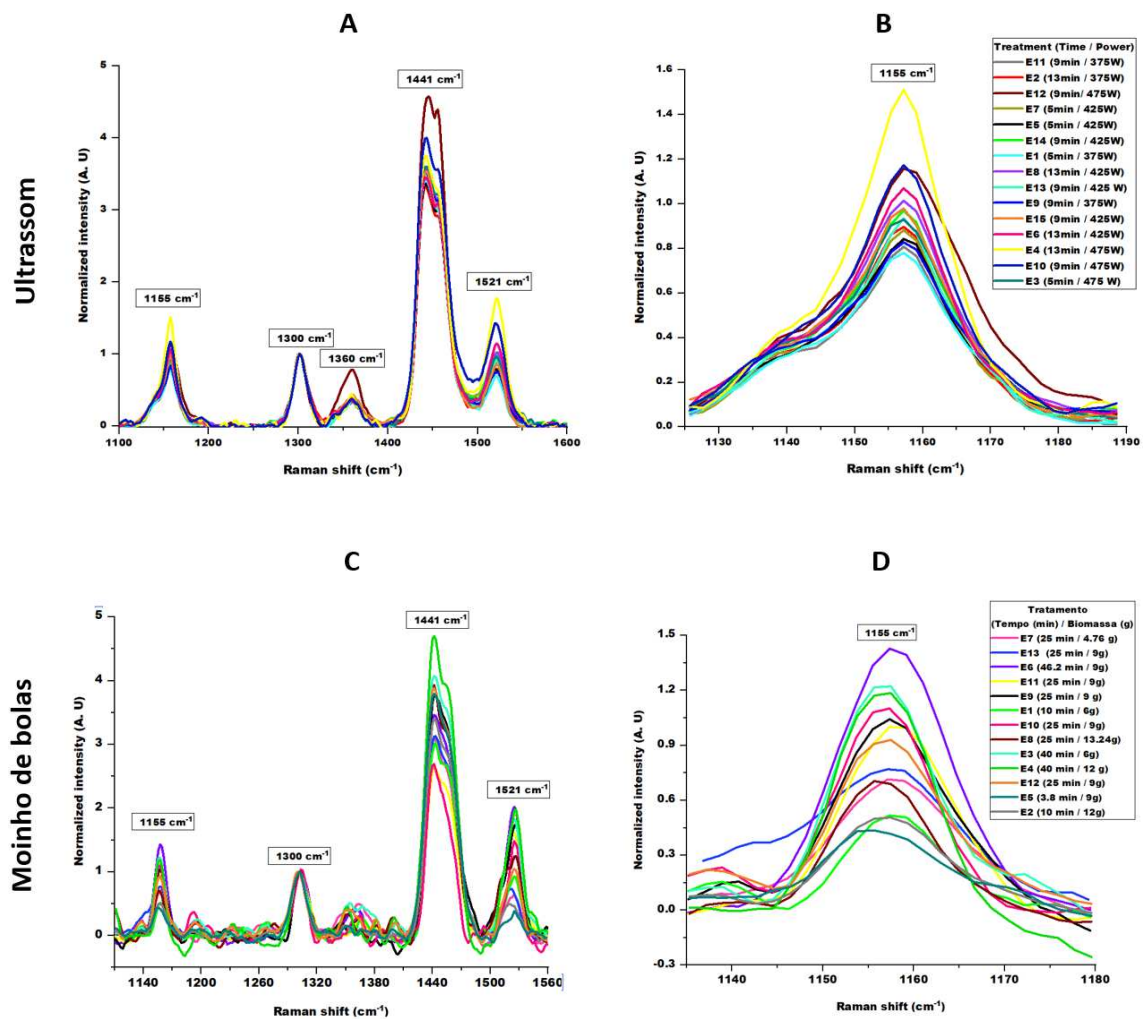 A
Ultrassom
Normalized intensity (A. U)
5
4
3
2
1
0
1155 cm-1
1300 cm-1
1360 cm-1
1441 cm-1
1521 cm-1
1100 1200 1300 1400 1500 1600
Raman shift (cm-1)
B
Normalized intensity (A. U)
1.6
1.4
1.2
1.0
0.8
0.6
0.4
0.2
0.0
1155 cm-1
1130 1140 1150 1160 1170 1180 1190
Raman shift (cm-1)
Treatment (Time / Power)
E11 (9min / 375W)
E2 (13min / 375W)
E12 (9min/ 475W)
E7 (5min / 425W)
E5 (5min / 425W)
E14 (9min / 425W)
E1 (5min / 375W)
E8 (13min / 425W)
E13 (9min / 425 W)
E9 (9min / 375W)
E15 (9min / 425W)
E6 (13min / 425W)
E4 (13min / 475W)
E10 (9min / 475W)
E3 (5min / 475 W)
C
Moinho de bolas
Normalized intensity (A. U)
5
4
3
2
1
0
1155 cm-1
1300 cm-1
1441 cm-1
1521 cm-1
1140 1200 1260 1320 1380 1440 1500 1560
Raman shift (cm-1)
D
Normalized intensity (A. U)
1.5
1.2
0.9
0.6
0.3
0.0
-0.3
1155 cm-1
1140 1150 1160 1170 1180
Raman shift (cm-1)
Tratamento
(Tempo (min) / Biomassa (g)
E7 (25 min / 4.76 g)
E13 (25 min / 9g)
E6 (46.2 min / 9g)
E11 (25 min / 9g)
E9 (25 min / 9 g)
E1 (10 min / 6g)
E10 (25 min / 9g)
E8 (25 min / 13.24g)
E3 (40 min / 6g)
E4 (40 min / 12 g)
E12 (25 min / 9g)
E5 (3.8 min / 9g)
E2 (10 min / 12g)